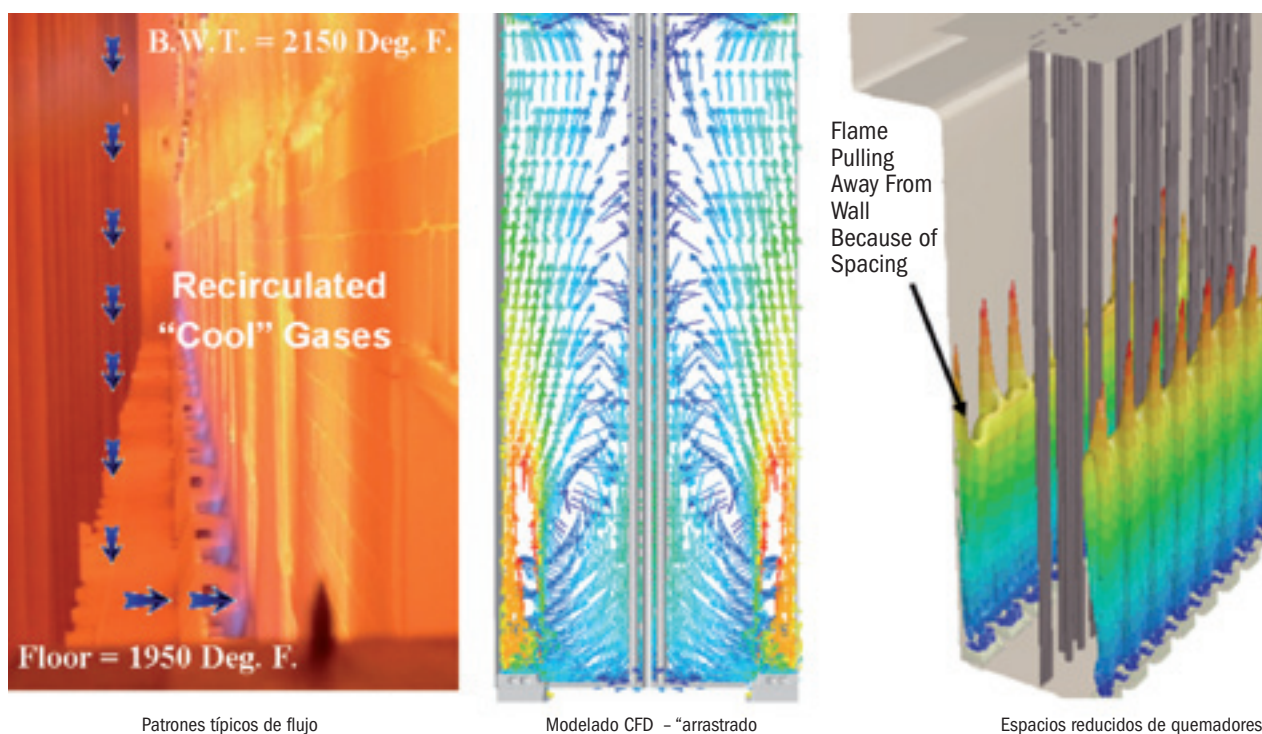 B.W.T. = 2150 Deg. F.
Recirculated
“Cool” Gases
Floor = 1950 Deg. F.
Flame
Pulling
Away From
Wall
Because of
Spacing
Patrones típicos de flujo
Modelado CFD – “arrastrado
Espacios reducidos de quemadores